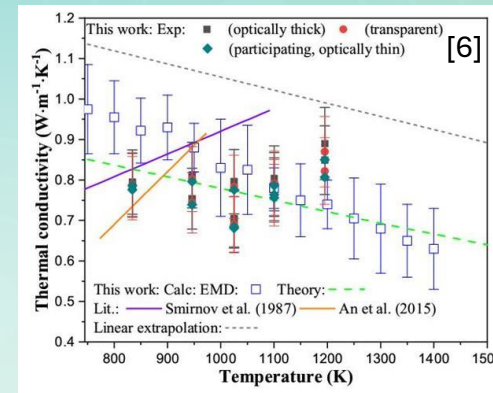 This work: Exp: (optically thick) (transparent)
(participating, optically thin)
[6]
Thermal conductivity (W·m⁻¹·K⁻¹)
1.2
1.1
1.0
0.9
0.8
0.7
0.6
0.5
0.4
This work: Calc: EMD: Theory:
Lit.: Smirnov et al. (1987) An et al. (2015)
Linear extrapolation:
800 900 1000 1100 1200 1300 1400 1500
Temperature (K)